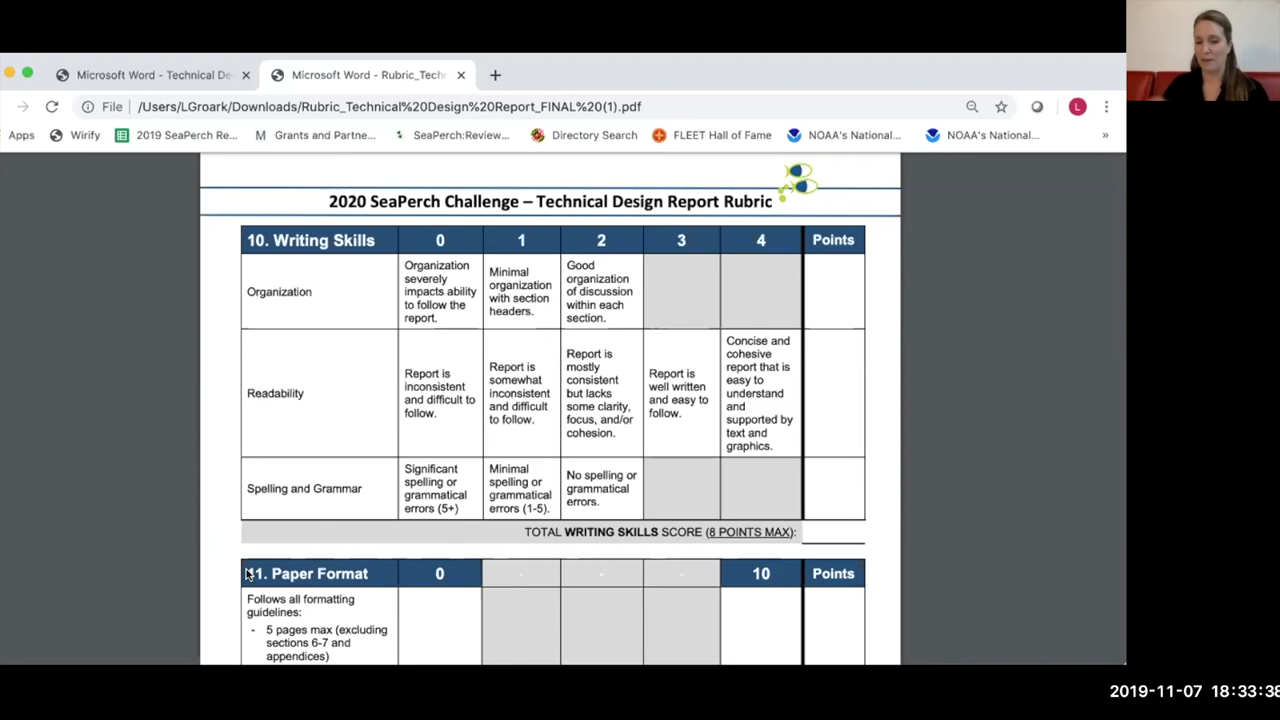 Microsoft Word - Technical De
Microsoft Word - Rubric_Techn
File
/Users/LGroark/Downloads/Rubric_Technical%20Design%20Report_FINAL%20(1).pdf
L
Apps
Wirify
2019 SeaPerch Re...
Grants and Partne...
SeaPerch:Review...
Directory Search
FLEET Hall of Fame
NOAA's National...
NOAA's National...
»
2020 SeaPerch Challenge – Technical Design Report Rubric
10. Writing Skills
0
1
2
3
4
Points
Organization
Organization
severely
impacts ability
to follow the
report.
Minimal
organization
with section
headers.
Good
organization
of discussion
within each
section.
Readability
Report is
inconsistent
and difficult to
follow.
Report is
somewhat
inconsistent
and difficult
to follow.
Report is
mostly
consistent
but lacks
some clarity,
focus, and/or
cohesion.
Report is
well written
and easy to
follow.
Concise and
cohesive
report that is
easy to
understand
and
supported by
text and
graphics.
Spelling and Grammar
Significant
spelling or
grammatical
errors (5+)
Minimal
spelling or
grammatical
errors (1-5).
No spelling or
grammatical
errors.
TOTAL WRITING SKILLS SCORE (8 POINTS MAX):
11. Paper Format
0
-
-
-
10
Points
Follows all formatting
guidelines:
- 5 pages max (excluding
sections 6-7 and
appendices)
2019-11-07 18:33:38